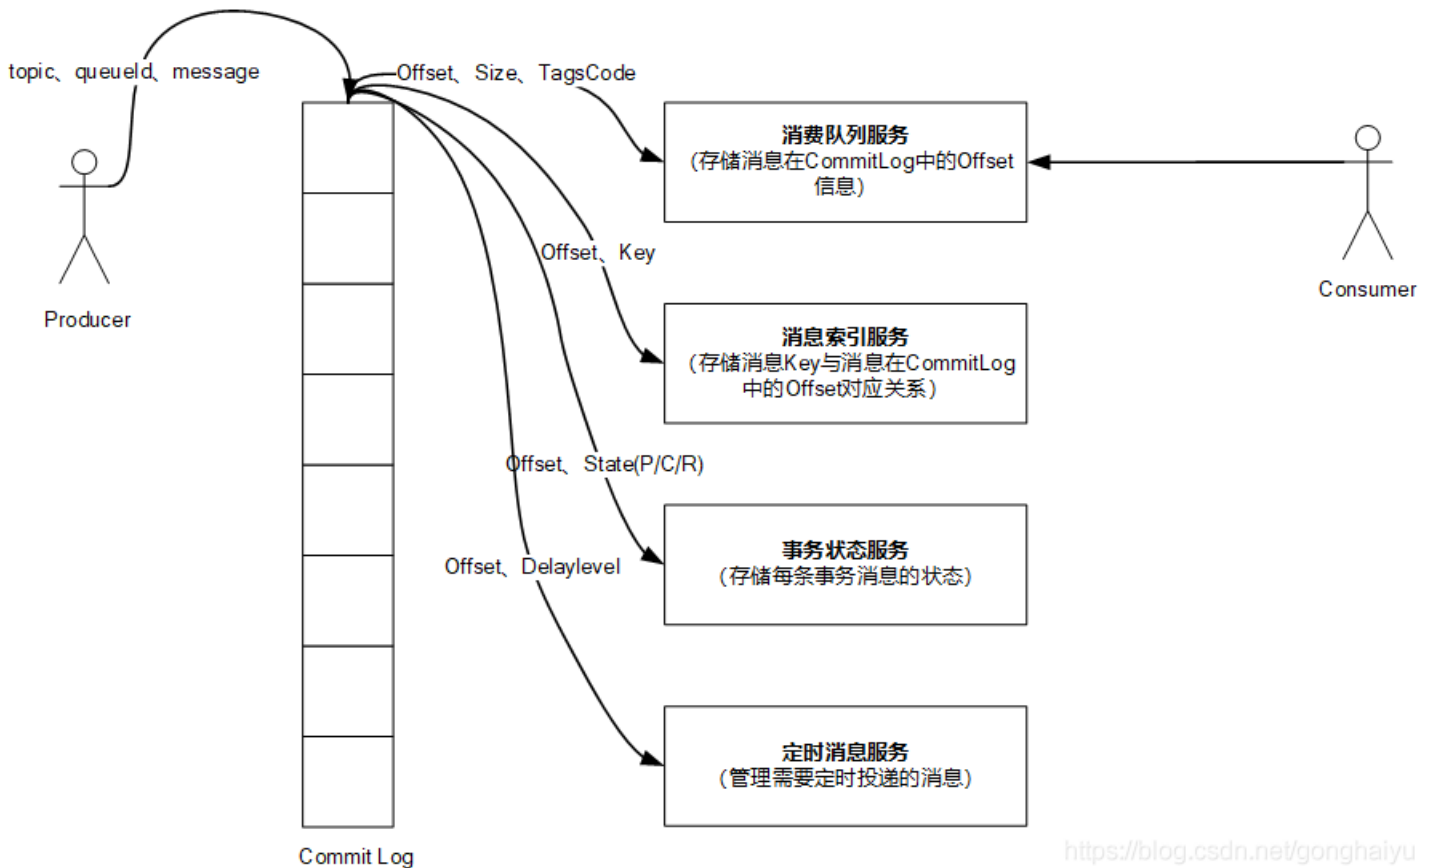 topic、queueId、message
Offset、Size、TagsCode
消费队列服务
（存储消息在CommitLog中的Offset
信息）
Offset、Key
Producer
Consumer
消息索引服务
（存储消息Key与消息在CommitLog
中的Offset对应关系）
Offset、State(P/C/R)
事务状态服务
（存储每条事务消息的状态）
Offset、Delaylevel
定时消息服务
（管理需要定时投递的消息）
Commit Log
https://blog.csdn.net/gonghaiyu